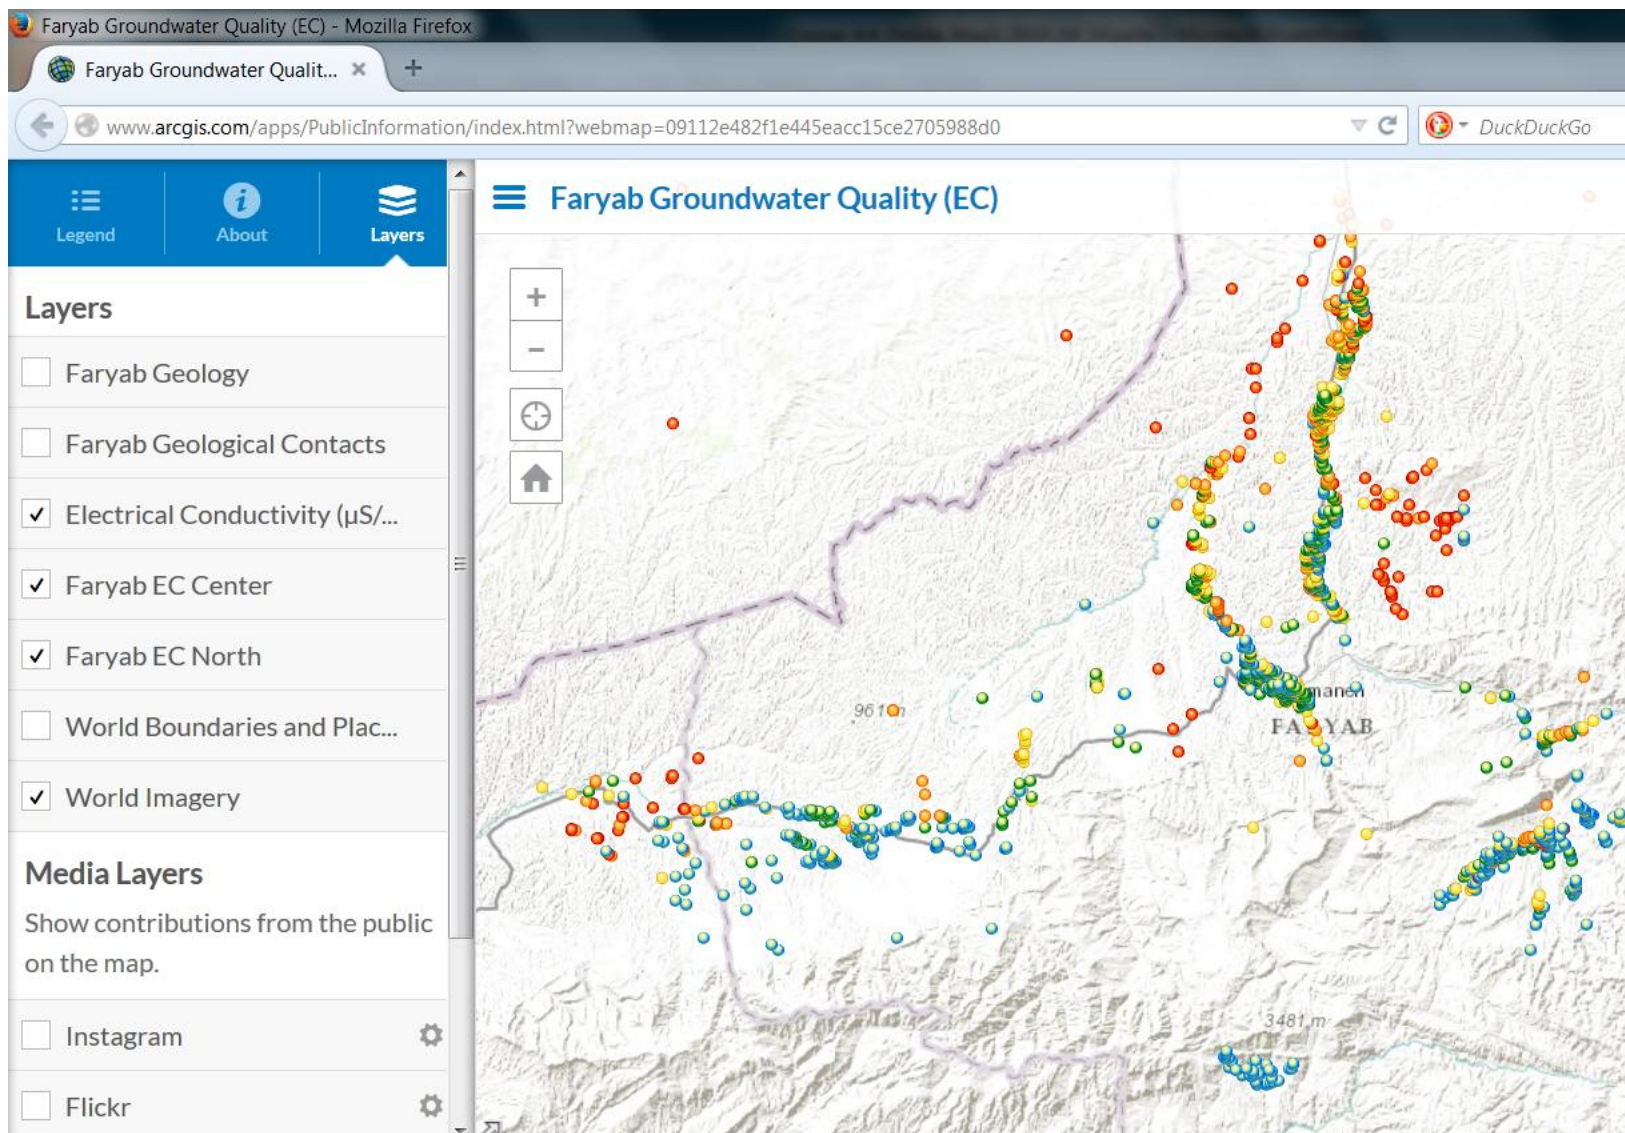 Faryab Groundwater Quality (EC) - Mozilla Firefox
Faryab Groundwater Qualit...
www.arcgis.com/apps/PublicInformation/index.html?webmap=09112e482f1e445eacc15ce2705988d0
DuckDuckGo
Legend
About
Layers
Faryab Groundwater Quality (EC)
Layers
Faryab Geology
Faryab Geological Contacts
Electrical Conductivity (µS/...
Faryab EC Center
Faryab EC North
World Boundaries and Plac...
World Imagery
Media Layers
Show contributions from the public
on the map.
Instagram
Flickr
3481 m